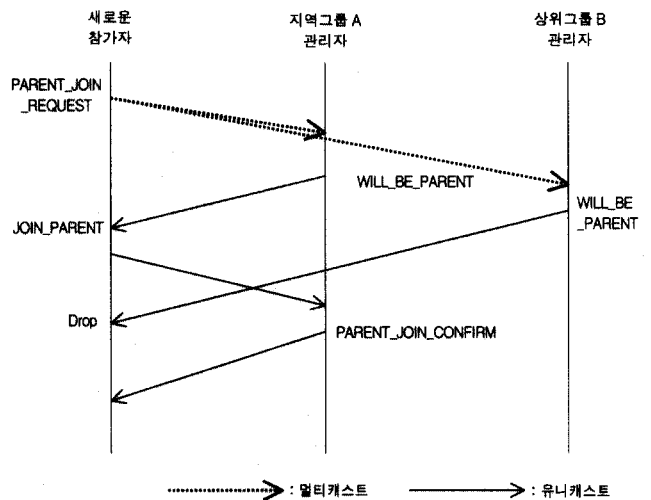 새로운
참가자
지역그룹 A
관리자
상위그룹 B
관리자
PARENT_JOIN
_REQUEST
WILL_BE_PARENT
WILL_BE
_PARENT
JOIN_PARENT
Drop
PARENT_JOIN_CONFIRM
: 멀티캐스트
: 유니캐스토